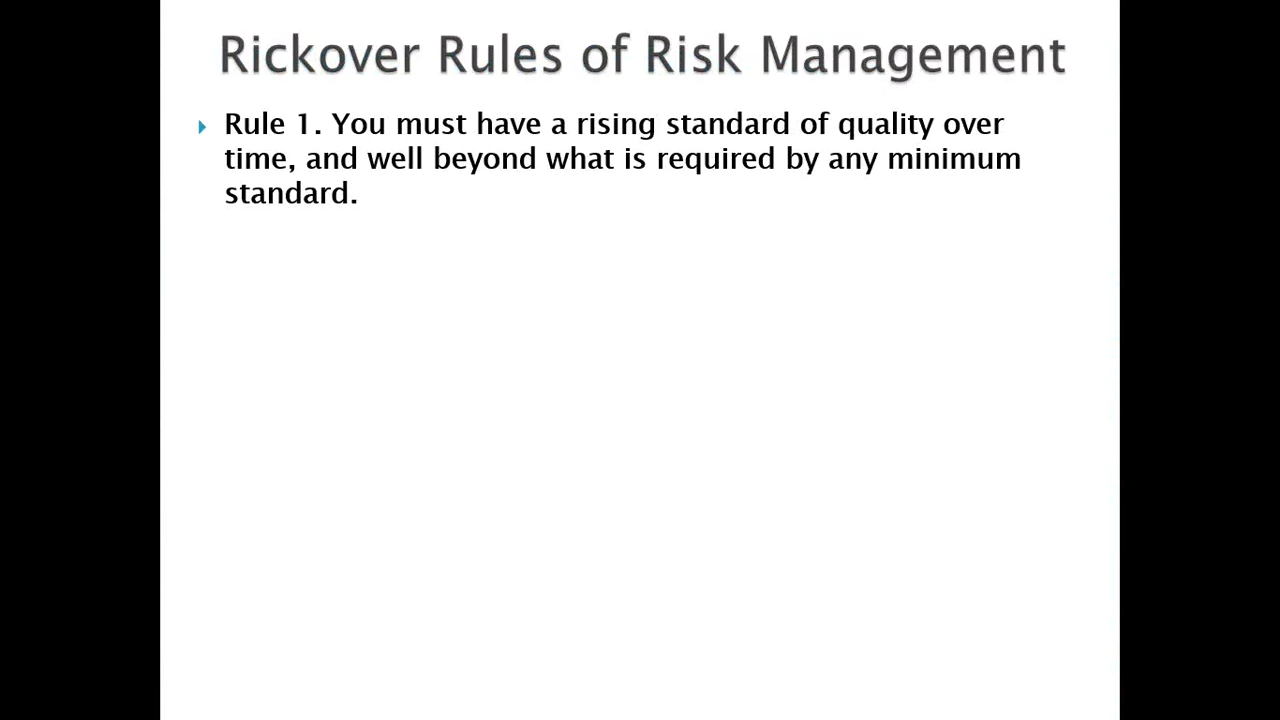 Rickover Rules of Risk Management
Rule 1. You must have a rising standard of quality over
time, and well beyond what is required by any minimum
standard.